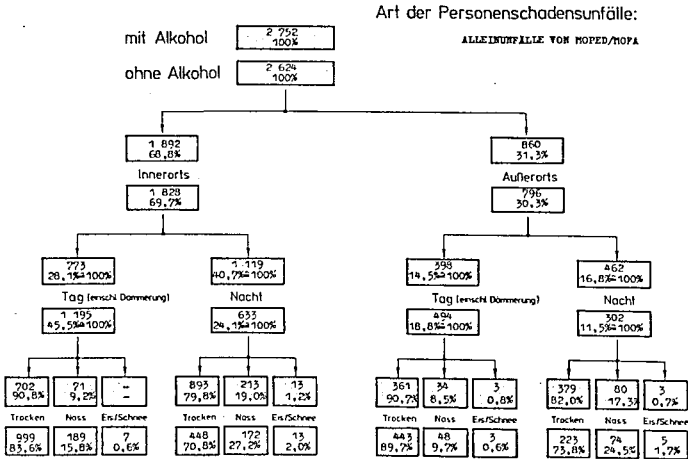 Art der Personenschadensunfälle:
ALLEINUNFÄLLE VON MOPED/MOFA
mit Alkohol
2 752
100%
ohne Alkohol
2 624
100%
1 892
68,8%
860
31,3%
Innerorts
Außerorts
1 828
69,7%
796
30,3%
773
28,1%≙100%
1 119
40,7%≙100%
398
14,5%≙100%
462
16,8%≙100%
Tag (einschl Dämmerung)
Nacht
Tag (einschl Dämmerung)
Nacht
1 195
45,5%≙100%
633
24,1%≙100%
494
18,8%≙100%
302
11,5%≙100%
702 71 –
90,8% 9,2% –
893 213 13
79,8% 19,0% 1,2%
361 34 3
90,7% 8,5% 0,8%
379 80 3
82,0% 17,3% 0,7%
Trocken Nass Eis/Schnee
Trocken Nass Eis/Schnee
Trocken Nass Eis/Schnee
Trocken Nass Eis/Schnee
999 189 7
83,6% 15,8% 0,6%
448 172 13
70,8% 27,2% 2,0%
443 48 3
89,7% 9,7% 0,6%
223 74 5
73,8% 24,5% 1,7%